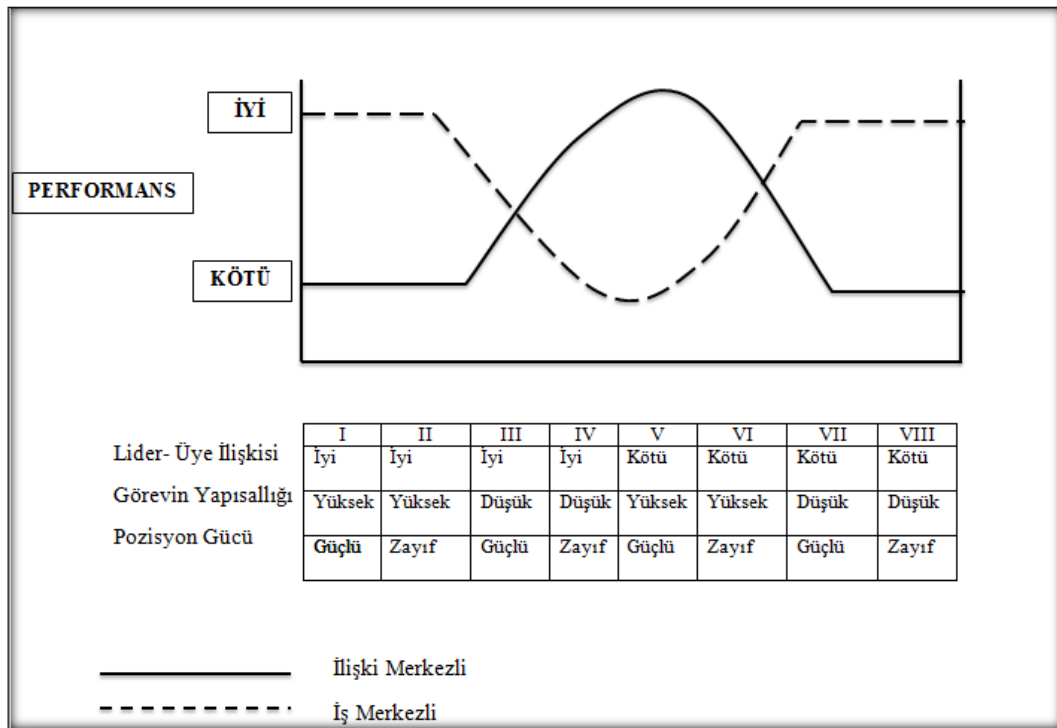 İYİ
PERFORMANS
KÖTÜ
I II III IV V VI VII VIII
Lider- Üye İlişkisi İyi İyi İyi İyi Kötü Kötü Kötü Kötü
Görevin Yapısallığı Yüksek Yüksek Düşük Düşük Yüksek Yüksek Düşük Düşük
Pozisyon Gücü Güçlü Zayıf Güçlü Zayıf Güçlü Zayıf Güçlü Zayıf
İlişki Merkezli
İş Merkezli